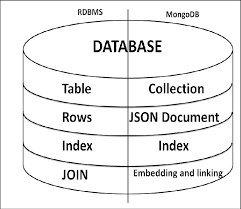 RDBMS MongoDB
DATABASE
Table Collection
Rows JSON Document
Index Index
JOIN Embedding and linking